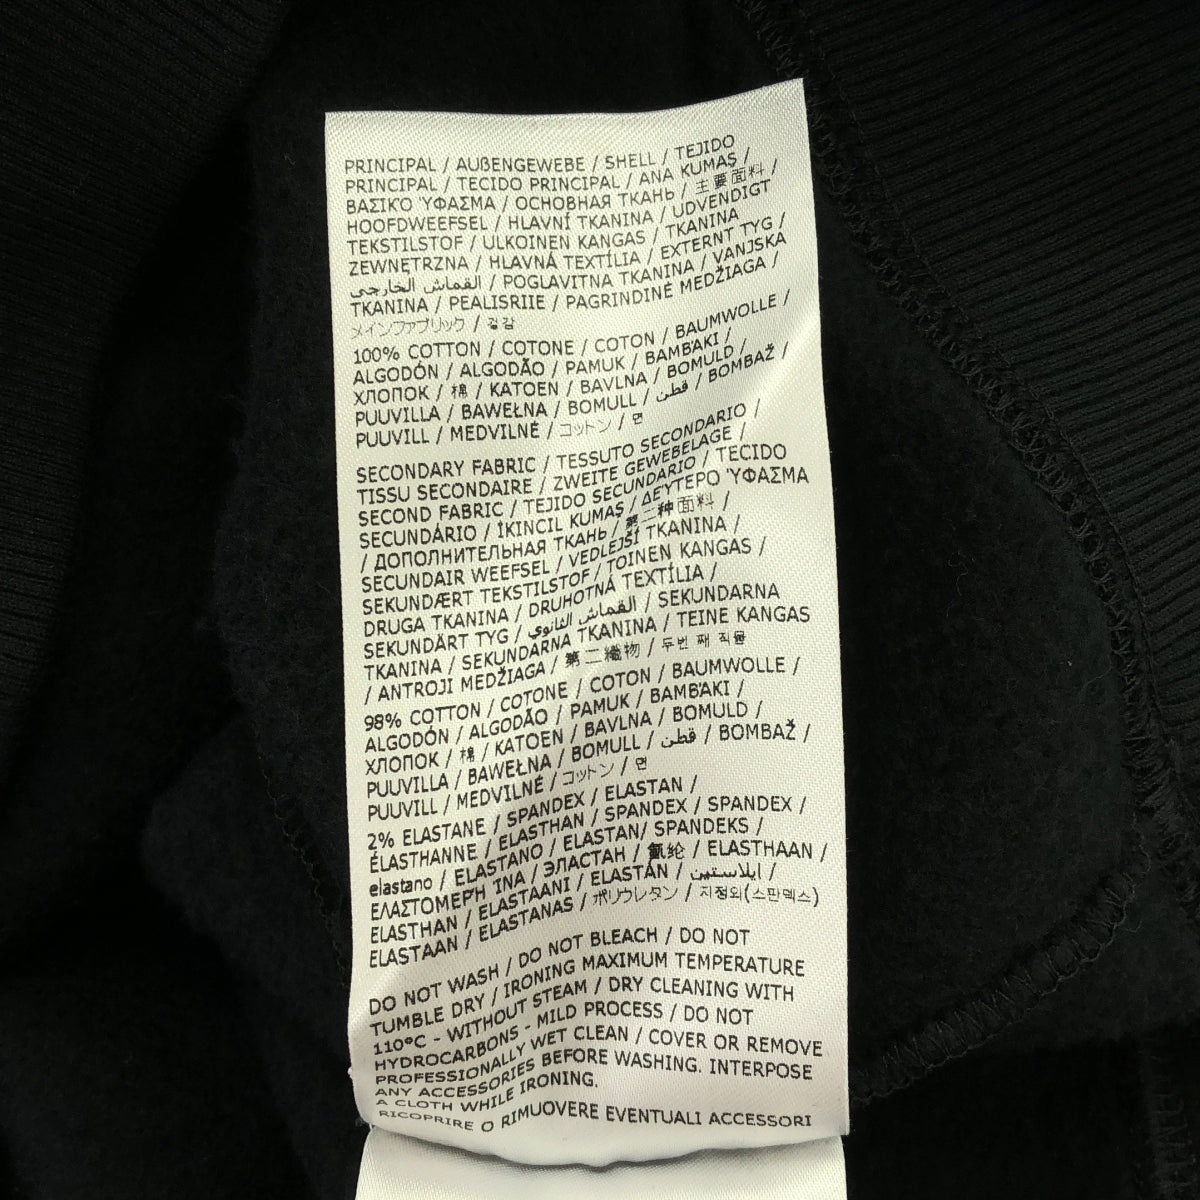 PRINCIPAL / AUßENGEWEBE / SHELL / TEJIDO
PRINCIPAL / TECIDO PRINCIPAL / ANA KUMAŞ /
ΒΑΣΙΚΌ ΎΦΑΣΜΑ / ОСНОВНАЯ ТКАНЬ / 主要面料 /
HOOFDWEEFSEL / HLAVNÍ TKANINA / UDVENDIGT
TEKSTILSTOF / ULKOINEN KANGAS / TKANINA
ZEWNĘTRZNA / HLAVNÁ TEXTÍLIA / EXTERNT TYG /
القماش الخارجي / POGLAVITNA TKANINA / VANJSKA
TKANINA / PEALISRIIE / PAGRINDINĖ MEDŽIAGA /
メインファブリック / 겉감
100% COTTON / COTONE / COTON / BAUMWOLLE /
ALGODÓN / ALGODÃO / PAMUK / ΒΑΜΒΆΚΙ /
ХЛОПОК / 棉 / KATOEN / BAVLNA / BOMULD /
PUUVILLA / BAWEŁNA / BOMULL / قطن / BOMBAŽ /
PUUVILL / MEDVILNĖ / コットン / 면
SECONDARY FABRIC / TESSUTO SECONDARIO /
TISSU SECONDAIRE / ZWEITE GEWEBELAGE /
SECOND FABRIC / TEJIDO SECUNDARIO / TECIDO
SECUNDÁRIO / İKINCIL KUMAŞ / ΔΕΥΤΕΡΟ ΎΦΑΣΜΑ
/ ДОПОЛНИТЕЛЬНАЯ ТКАНЬ / 第二种面料 /
SECUNDAIR WEEFSEL / VEDLEJŠÍ TKANINA /
SEKUNDÆRT TEKSTILSTOF / TOINEN KANGAS /
DRUGA TKANINA / DRUHOTNÁ TEXTÍLIA /
SEKUNDÄRT TYG / القماش الثانوي / SEKUNDARNA
TKANINA / SEKUNDARNA TKANINA / TEINE KANGAS
/ ANTROJI MEDŽIAGA / 第二織物 / 두번 째 직물
98% COTTON / COTONE / COTON / BAUMWOLLE /
ALGODÓN / ALGODÃO / PAMUK / ΒΑΜΒΆΚΙ /
ХЛОПОК / 棉 / KATOEN / BAVLNA / BOMULD /
PUUVILLA / BAWEŁNA / BOMULL / قطن / BOMBAŽ /
PUUVILL / MEDVILNĖ / コットン / 면
2% ELASTANE / SPANDEX / ELASTAN /
ÉLASTHANNE / ELASTHAN / SPANDEX / SPANDEX /
elastano / ELASTANO / ELASTAN/ SPANDEKS /
ΕΛΑΣΤΟΜΕΡΉ ΊΝΑ / ЭЛАСТАН / 氨纶 / ELASTHAAN /
ELASTHAN / ELASTAANI / ELASTÁN / ايلاستين /
ELASTAAN / ELASTANAS / ポリウレタン / 지정외(스판덱스)
DO NOT WASH / DO NOT BLEACH / DO NOT
TUMBLE DRY / IRONING MAXIMUM TEMPERATURE
110°C - WITHOUT STEAM / DRY CLEANING WITH
HYDROCARBONS - MILD PROCESS / DO NOT
PROFESSIONALLY WET CLEAN / COVER OR REMOVE
ANY ACCESSORIES BEFORE WASHING. INTERPOSE
A CLOTH WHILE IRONING.
RICOPRIRE O RIMUOVERE EVENTUALI ACCESSORI